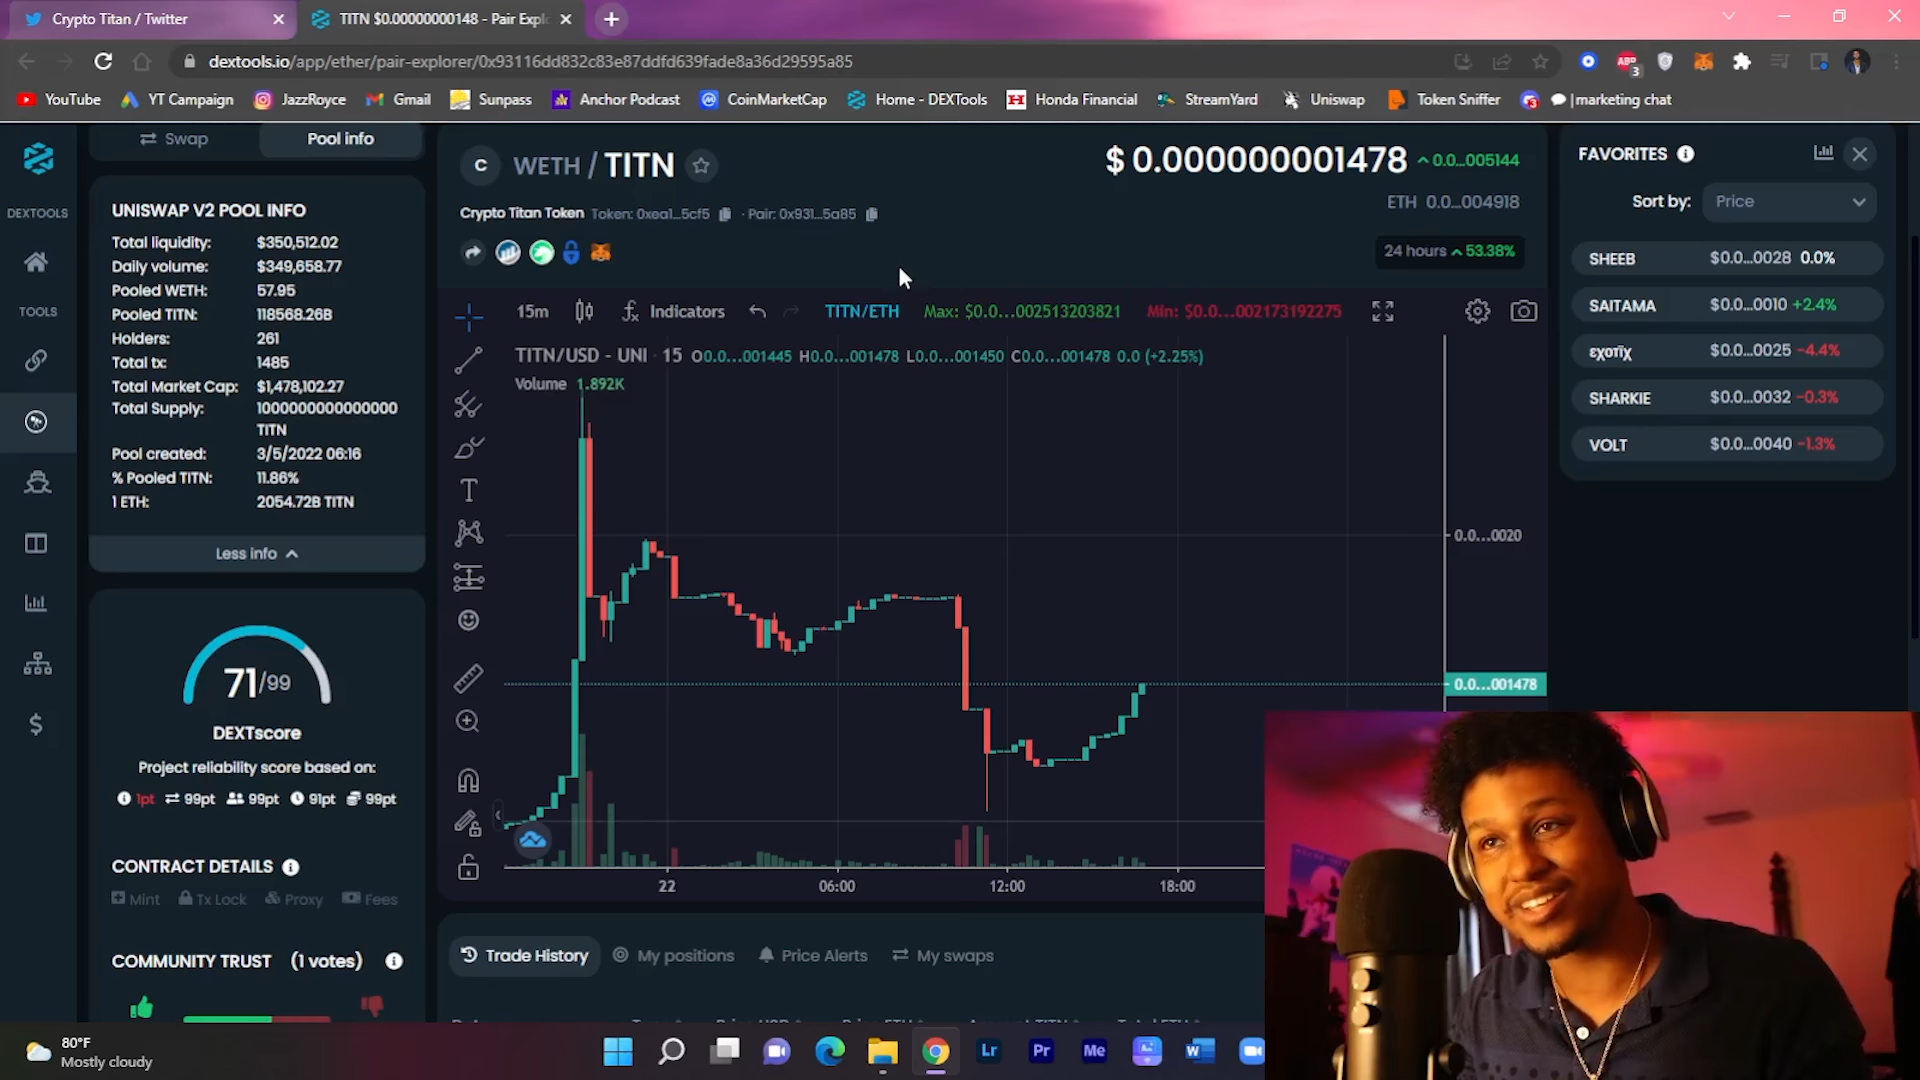 Crypto Titan / Twitter
TITN $0.00000000148 - Pair Expl
dextools.io/app/ether/pair-explorer/0x93116dd832c83e87ddfd639fade8a36d29595a85
ABP
3
YouTube
YT Campaign
JazzRoyce
Gmail
Sunpass
Anchor Podcast
CoinMarketCap
Home - DEXTools
Honda Financial
StreamYard
Uniswap
Token Sniffer
|marketing chat
DEXTOOLS
TOOLS
Swap
Pool info
UNISWAP V2 POOL INFO
Total liquidity: $350,512.02
Daily volume: $349,658.77
Pooled WETH: 57.95
Pooled TITN: 118568.26B
Holders: 261
Total tx: 1485
Total Market Cap: $1,478,102.27
Total Supply: 1000000000000000
TITN
Pool created: 3/5/2022 06:16
% Pooled TITN: 11.86%
1 ETH: 2054.72B TITN
Less info
71/99
DEXTscore
Project reliability score based on:
1pt 99pt 99pt 91pt 99pt
CONTRACT DETAILS
Mint Tx Lock Proxy Fees
COMMUNITY TRUST (1 votes)
C
WETH / TITN
$ 0.000000001478
0.0...005144
ETH 0.0...004918
Crypto Titan Token Token: 0xea1...5cf5 · Pair: 0x931...5a85
24 hours 53.38%
15m
Indicators
TITN/ETH
Max: $0.0...002513203821
Min: $0.0...002173192275
TITN/USD - UNI · 15 O0.0...001445 H0.0...001478 L0.0...001450 C0.0...001478 0.0 (+2.25%)
Volume 1.892K
0.0...0020
0.0...001478
22
06:00
12:00
18:00
Trade History
My positions
Price Alerts
My swaps
FAVORITES
Sort by: Price
SHEEB $0.0...0028 0.0%
SAITAMA $0.0...0010 +2.4%
εχοτϊχ $0.0...0025 -4.4%
SHARKIE $0.0...0032 -0.3%
VOLT $0.0...0040 -1.3%
80°F
Mostly cloudy
Lr
Pr
Me
W